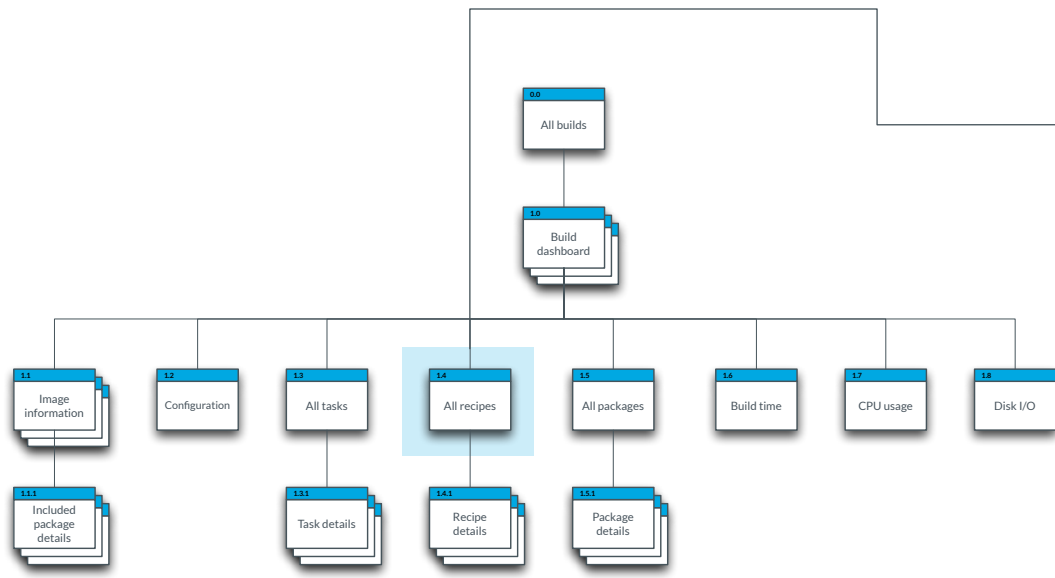 0.0
All builds
1.0
Build
dashboard
1.1
Image
information
1.2
Configuration
1.3
All tasks
1.4
All recipes
1.5
All packages
1.6
Build time
1.7
CPU usage
1.8
Disk I/O
1.1.1
Included
package
details
1.3.1
Task details
1.4.1
Recipe
details
1.5.1
Package
details